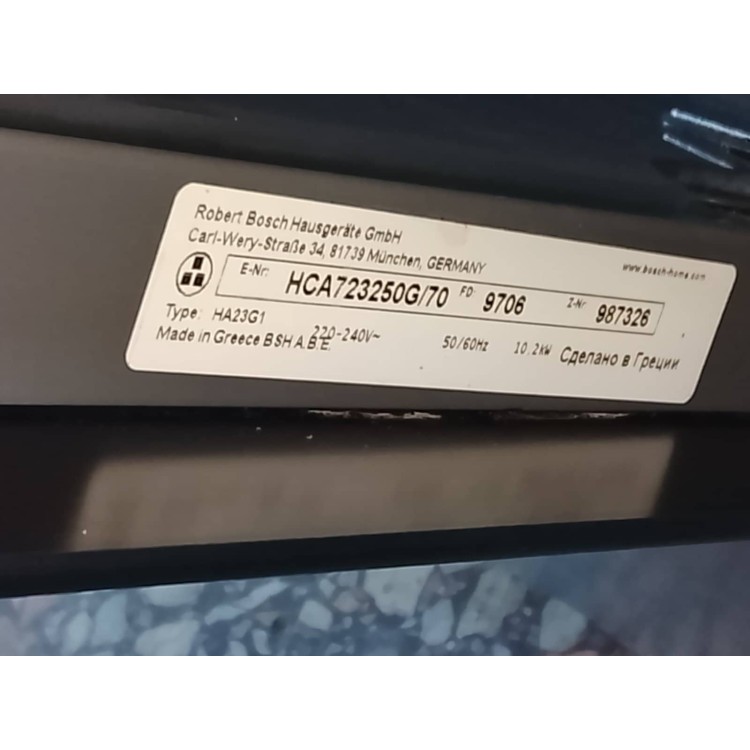 Robert Bosch Hausgeräte GmbH
Carl-Wery-Straße 34, 81739 München, GERMANY
www.bosch-home.com
E-Nr: HCA723250G/70 FD 9706 Z-Nr 987326
Type: HA23G1 220-240V~ 50/60Hz 10.2kW
Made in Greece BSH A.B.E. Сделано в Греции